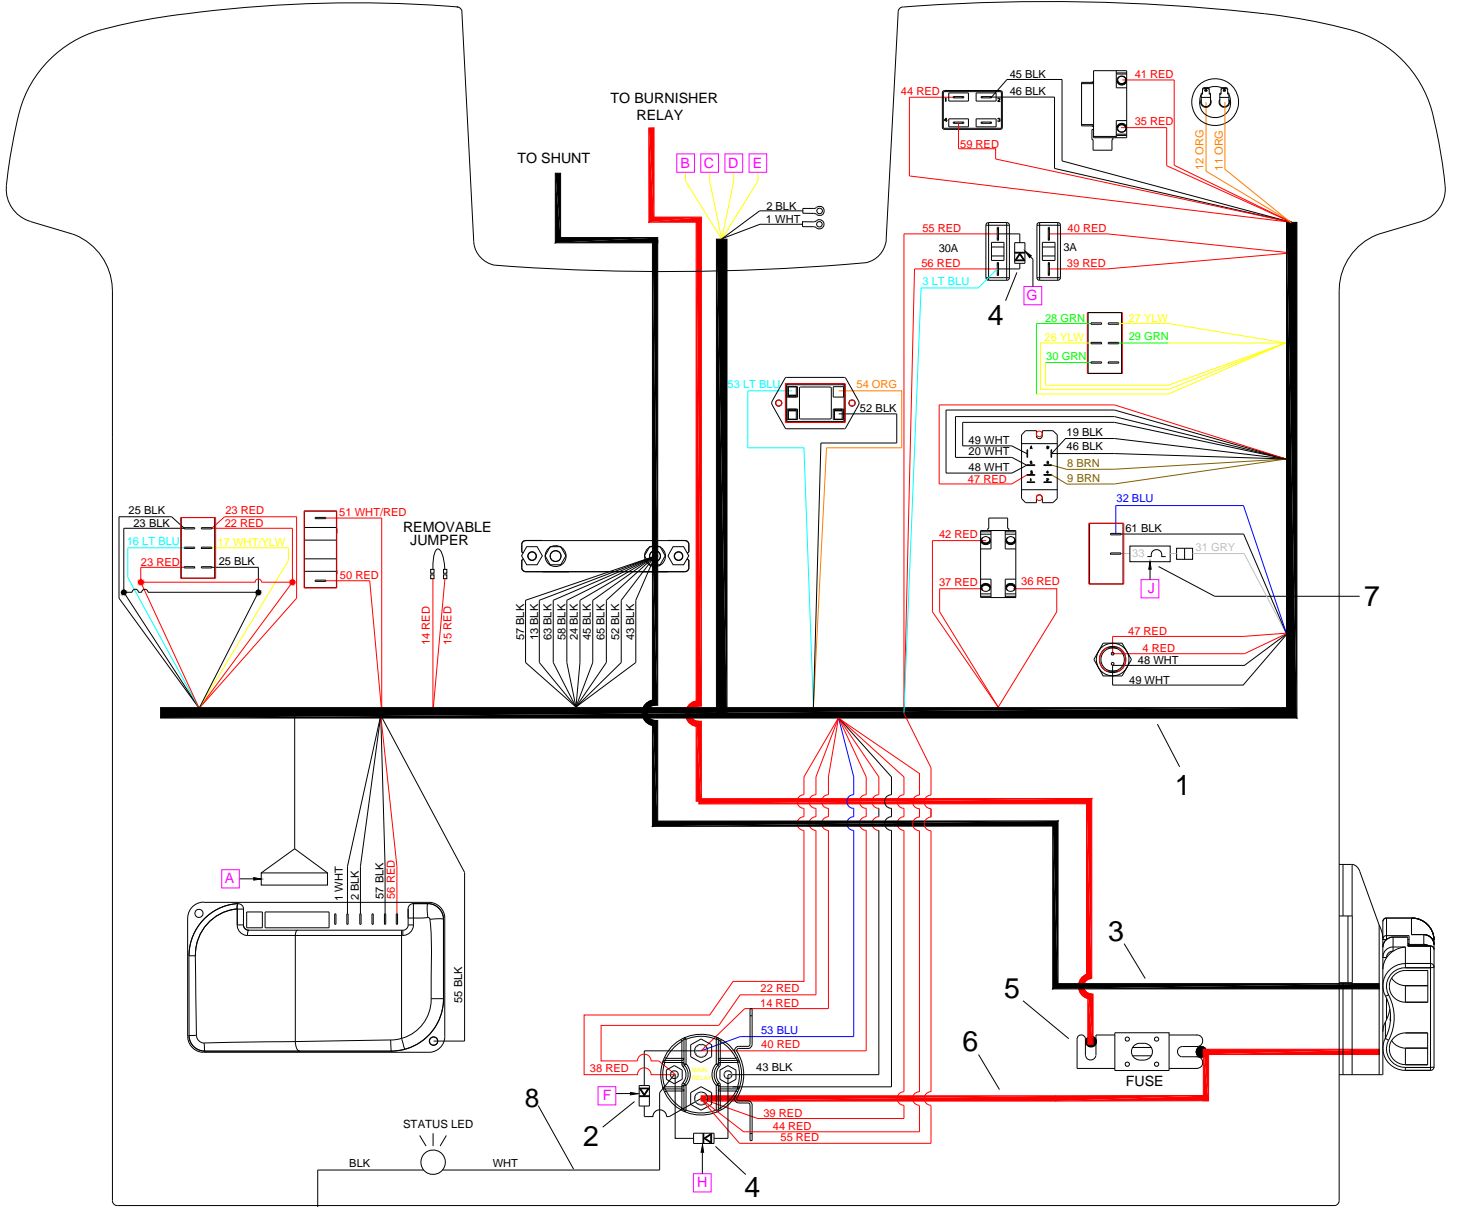 TO BURNISHER
RELAY
TO SHUNT
B
C
D
E
2 BLK
1 WHT
45 BLK
44 RED
46 BLK
1
2
4
3
59 RED
41 RED
35 RED
12 ORG
11 ORG
55 RED
30A
56 RED
3 LT BLU
40 RED
3A
39 RED
4
G
28 GRN
27 YLW
26 YLW
29 GRN
30 GRN
53 LT BLU
54 ORG
52 BLK
49 WHT
20 WHT
48 WHT
47 RED
19 BLK
46 BLK
8 BRN
9 BRN
32 BLU
61 BLK
33
31 GRY
J
7
42 RED
37 RED
36 RED
47 RED
4 RED
48 WHT
49 WHT
25 BLK
23 BLK
16 LT BLU
23 RED
23 RED
22 RED
17 WHT/YLW
25 BLK
51 WHT/RED
50 RED
REMOVABLE
JUMPER
14 RED
15 RED
57 BLK
13 BLK
63 BLK
58 BLK
24 BLK
45 BLK
65 BLK
52 BLK
43 BLK
1
A
1 WHT
2 BLK
57 BLK
56 RED
55 BLK
3
5
6
FUSE
22 RED
14 RED
53 BLU
40 RED
38 RED
43 BLK
RELAY
F
2
39 RED
44 RED
55 RED
H
4
8
STATUS LED
BLK
WHT